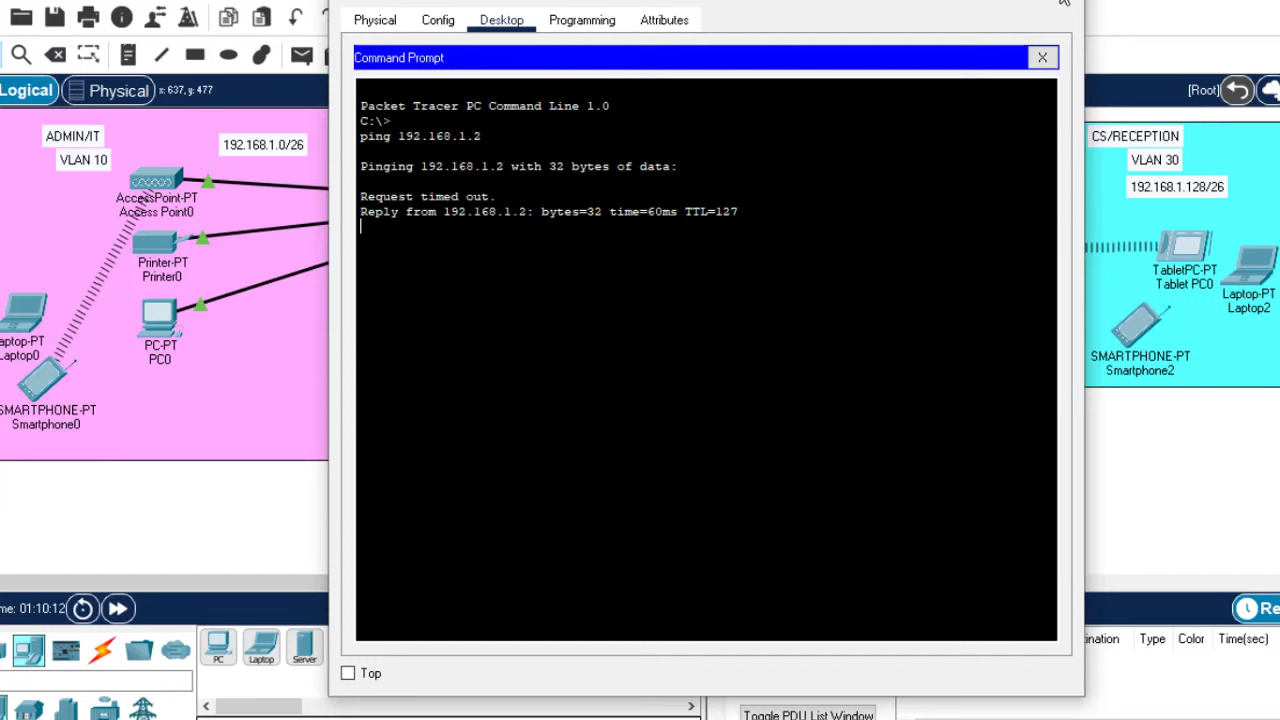 Physical
Config
Desktop
Programming
Attributes
Command Prompt
X
Logical
Physical
x: 637, y: 477
[Root]
Packet Tracer PC Command Line 1.0
C:\>
ping 192.168.1.2
Pinging 192.168.1.2 with 32 bytes of data:
Request timed out.
Reply from 192.168.1.2: bytes=32 time=60ms TTL=127
ADMIN/IT
VLAN 10
192.168.1.0/26
AccessPoint-PT
Access Point0
Printer-PT
Printer0
PC-PT
PC0
aptop-PT
Laptop0
SMARTPHONE-PT
Smartphone0
CS/RECEPTION
VLAN 30
192.168.1.128/26
TabletPC-PT
Tablet PC0
Laptop-PT
Laptop2
SMARTPHONE-PT
Smartphone2
me: 01:10:12
Re
PC
Laptop
Server
Top
ination
Type
Color
Time(sec)
Toggle PDU List Window